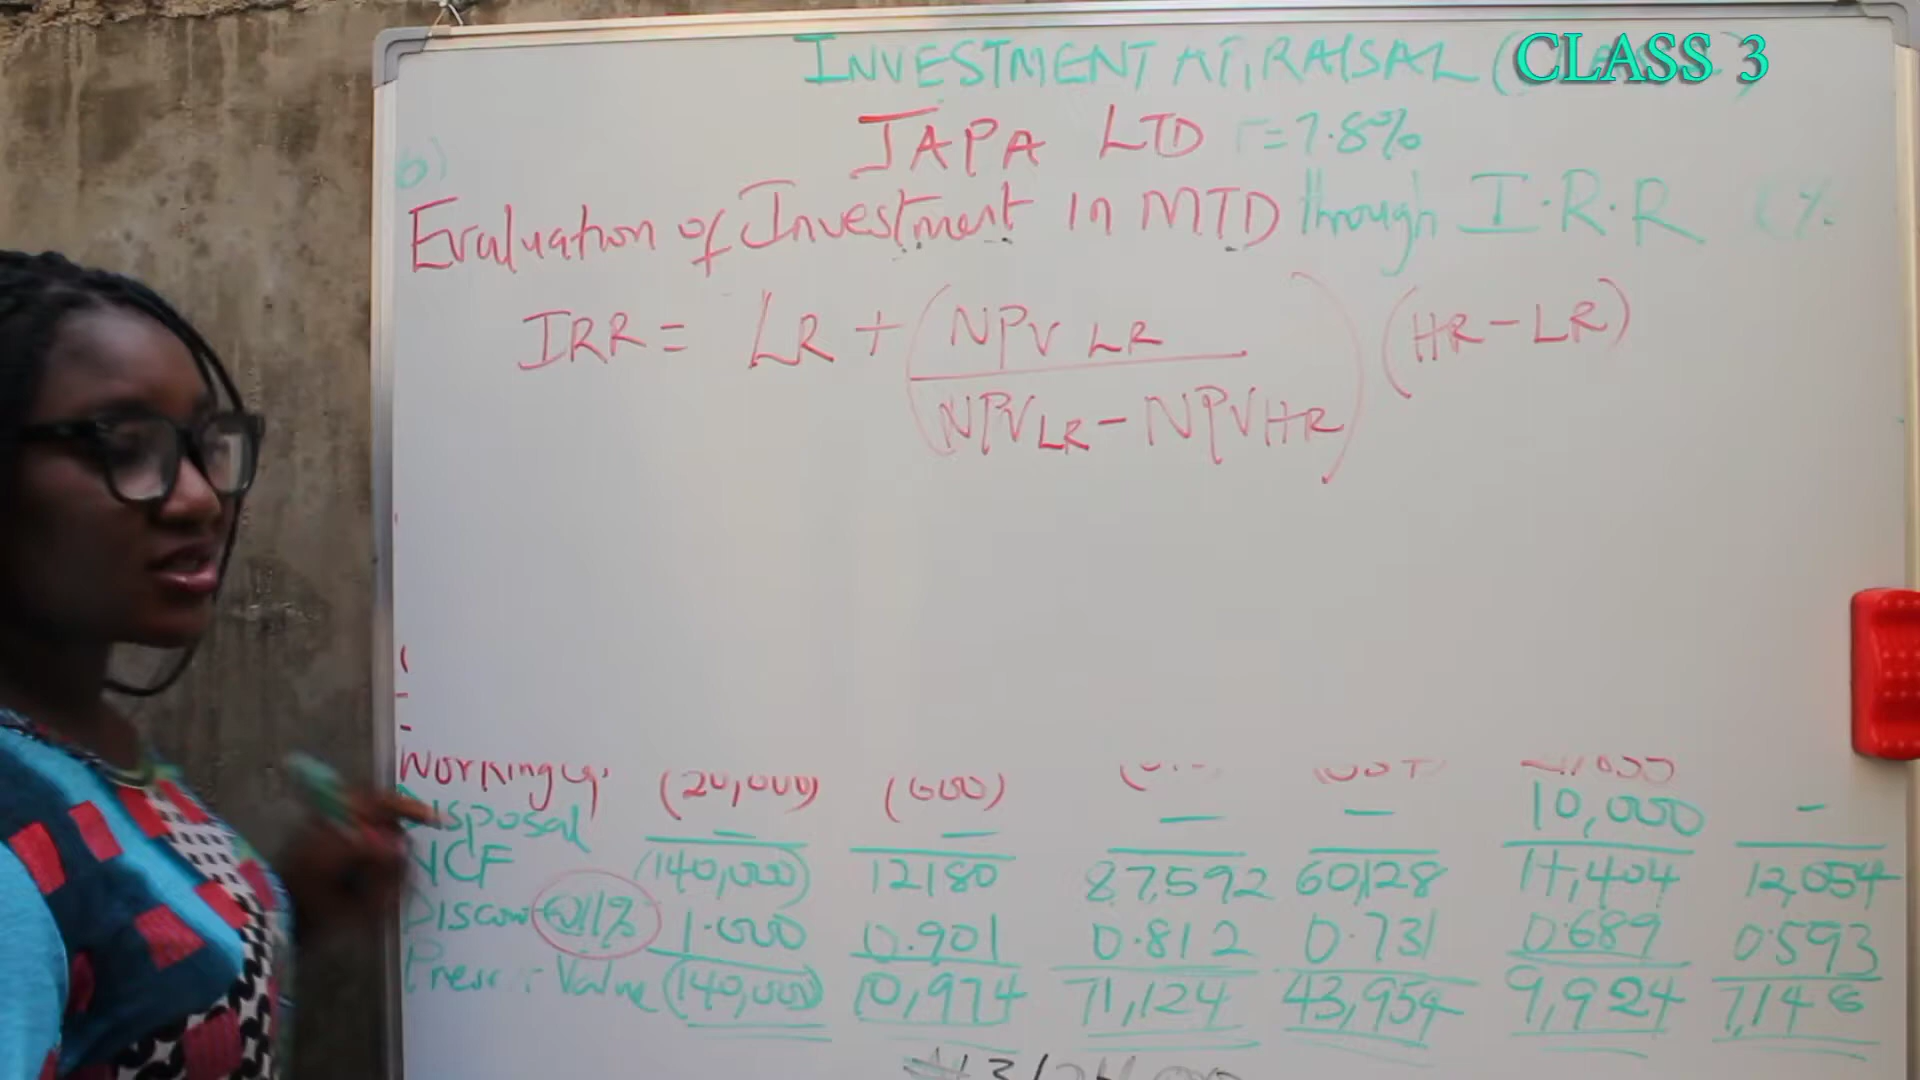 INVESTMENT APPRAISAL (
CLASS 3
JAPA LTD r=7.8%
b)
Evaluation of Investment in MTD through I.R.R (%
IRR = LR + (NPV LR / NPV LR - NPV HR) (HR - LR)
Working cp. (20,000) (600)
Disposal — — — — 10,000 —
NCF (140,000) 12180 87,592 60,128 14,404 12,054
Discount @11% 1.000 0.901 0.812 0.731 0.689 0.593
Value (140,000) 10,974 71,124 43,954 9,924 7,148